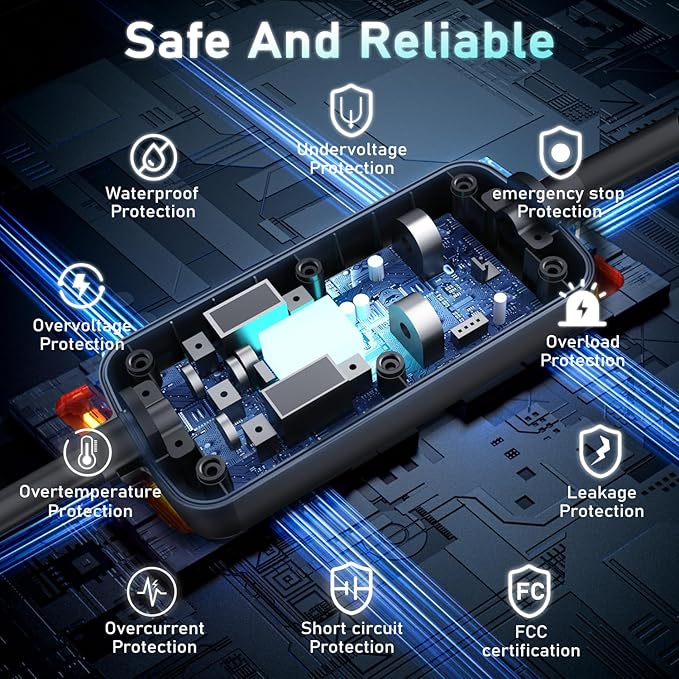 Safe And Reliable
Undervoltage
Protection
Waterproof
Protection
emergency stop
Protection
Overvoltage
Protection
Overload
Protection
Overtemperature
Protection
Leakage
Protection
Overcurrent
Protection
Short circuit
Protection
FC
FCC
certification